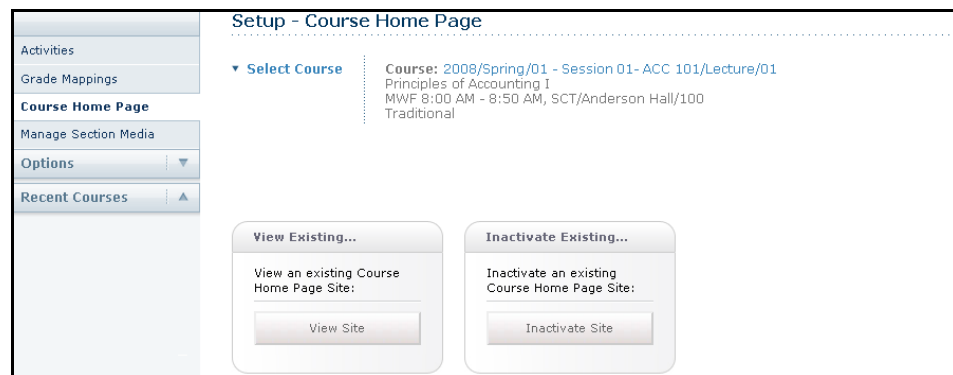 Setup - Course Home Page
Activities
Grade Mappings
Course Home Page
Manage Section Media
Options
Recent Courses
Select Course
Course: 2008/Spring/01 - Session 01- ACC 101/Lecture/01
Principles of Accounting I
MWF 8:00 AM - 8:50 AM, SCT/Anderson Hall/100
Traditional
View Existing...
View an existing Course
Home Page Site:
View Site
Inactivate Existing...
Inactivate an existing
Course Home Page Site:
Inactivate Site